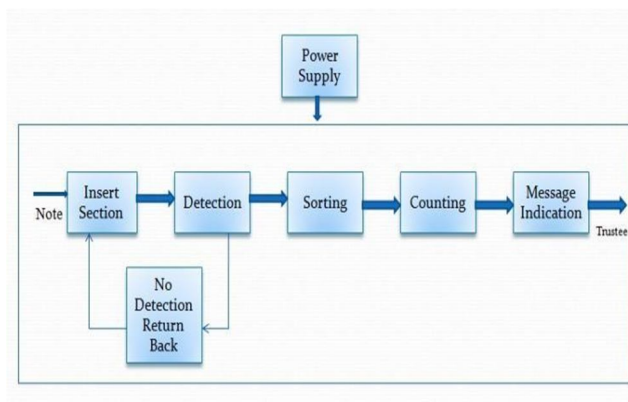 Power
Supply
Insert
Section
Detection
Sorting
Counting
Message
Indication
Note
Trustee
No
Detection
Return
Back